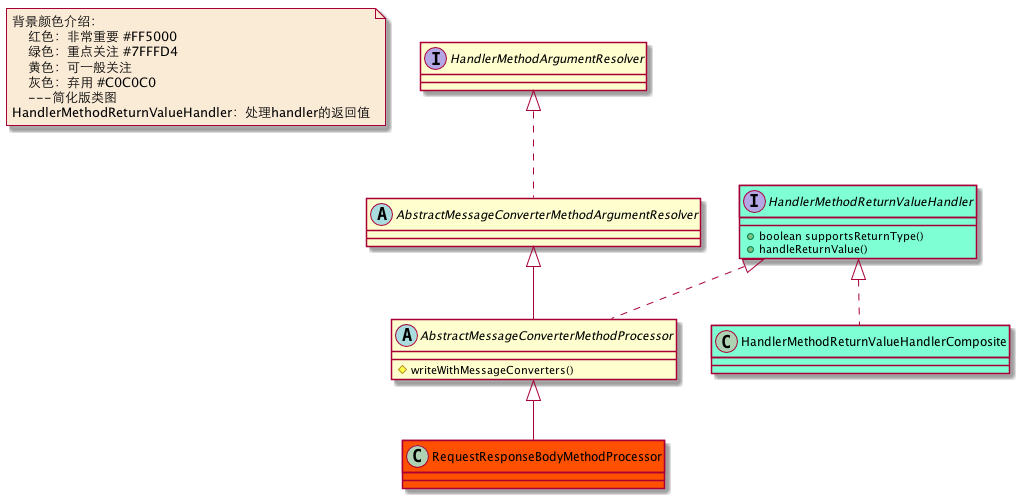 背景颜色介绍：
红色：非常重要 #FF5000
绿色：重点关注 #7FFFD4
黄色：可一般关注
灰色：弃用 #C0C0C0
---简化版类图
HandlerMethodReturnValueHandler：处理handler的返回值
I HandlerMethodArgumentResolver
A AbstractMessageConverterMethodArgumentResolver
I HandlerMethodReturnValueHandler
boolean supportsReturnType()
handleReturnValue()
A AbstractMessageConverterMethodProcessor
writeWithMessageConverters()
C HandlerMethodReturnValueHandlerComposite
C RequestResponseBodyMethodProcessor